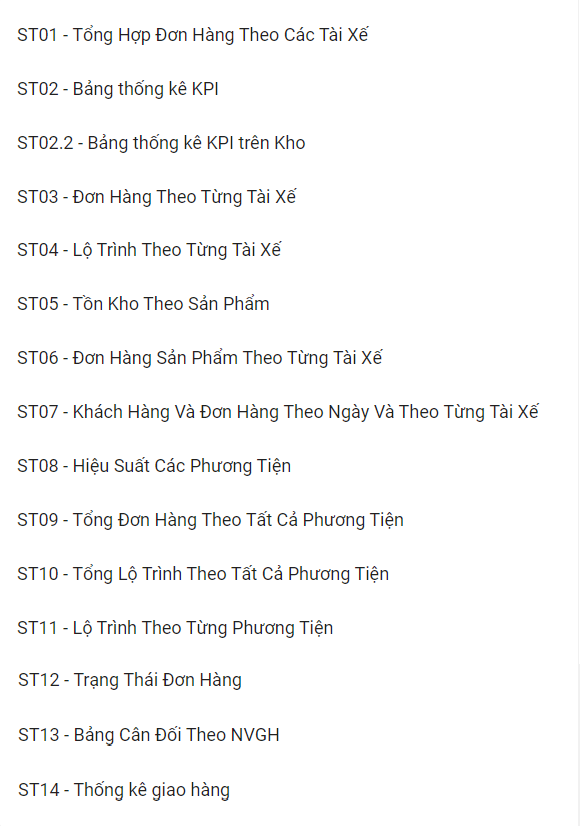 ST01 - Tổng Hợp Đơn Hàng Theo Các Tài Xế
ST02 - Bảng thống kê KPI
ST02.2 - Bảng thống kê KPI trên Kho
ST03 - Đơn Hàng Theo Từng Tài Xế
ST04 - Lộ Trình Theo Từng Tài Xế
ST05 - Tồn Kho Theo Sản Phẩm
ST06 - Đơn Hàng Sản Phẩm Theo Từng Tài Xế
ST07 - Khách Hàng Và Đơn Hàng Theo Ngày Và Theo Từng Tài Xế
ST08 - Hiệu Suất Các Phương Tiện
ST09 - Tổng Đơn Hàng Theo Tất Cả Phương Tiện
ST10 - Tổng Lộ Trình Theo Tất Cả Phương Tiện
ST11 - Lộ Trình Theo Từng Phương Tiện
ST12 - Trạng Thái Đơn Hàng
ST13 - Bảng Cân Đối Theo NVGH
ST14 - Thống kê giao hàng